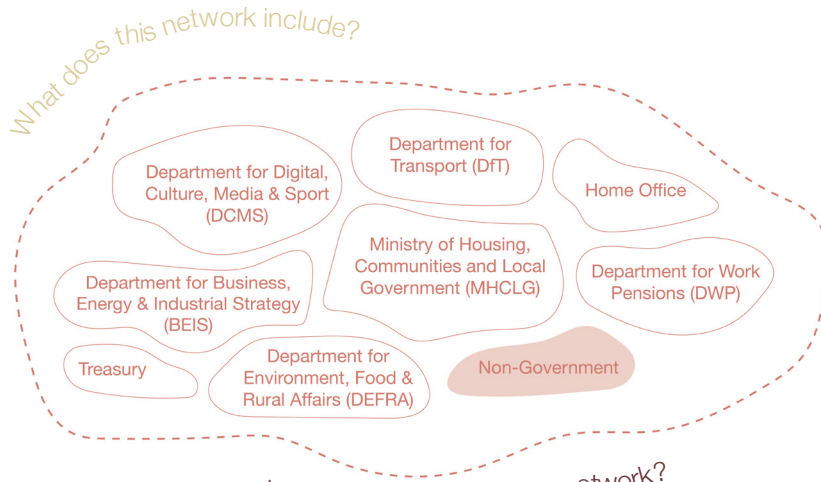 What does this network include?
Department for Digital,
Culture, Media & Sport
(DCMS)
Department for
Transport (DfT)
Home Office
Department for Business,
Energy & Industrial Strategy
(BEIS)
Ministry of Housing,
Communities and Local
Government (MHCLG)
Department for Work
Pensions (DWP)
Treasury
Department for
Environment, Food &
Rural Affairs (DEFRA)
Non-Government
network?